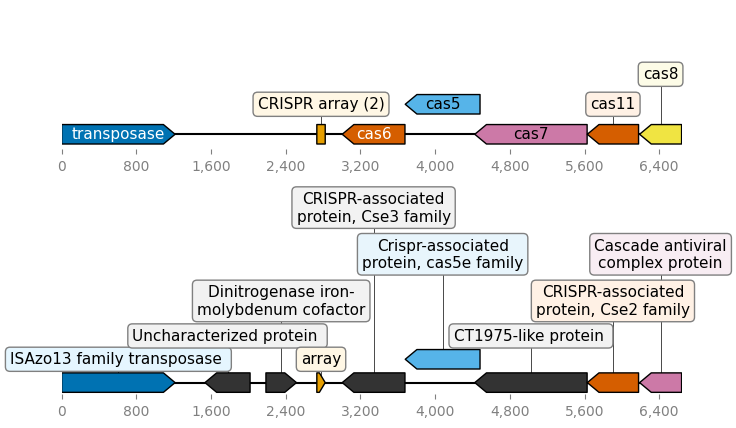 cas8
CRISPR array (2)
cas5
cas11
transposase
cas6
cas7
0 800 1,600 2,400 3,200 4,000 4,800 5,600 6,400
CRISPR-associated
protein, Cse3 family
Crispr-associated
protein, cas5e family
Cascade antiviral
complex protein
Dinitrogenase iron-
molybdenum cofactor
CRISPR-associated
protein, Cse2 family
Uncharacterized protein
CT1975-like protein
ISAzo13 family transposase
array
0 800 1,600 2,400 3,200 4,000 4,800 5,600 6,400